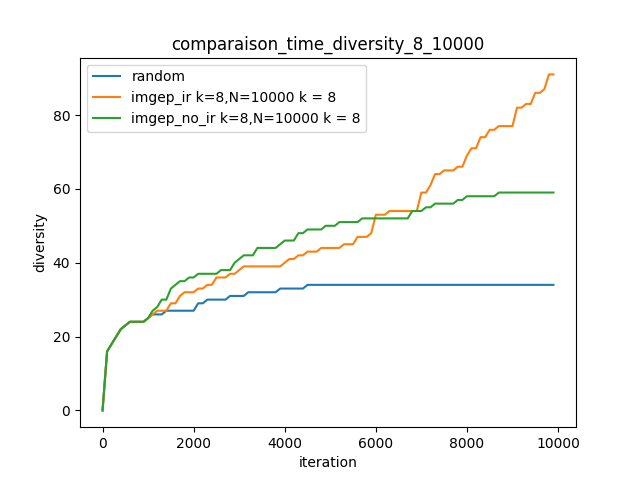 comparaison_time_diversity_8_10000
random
imgep_ir k=8,N=10000 k = 8
imgep_no_ir k=8,N=10000 k = 8
80
60
40
20
0
diversity
0 2000 4000 6000 8000 10000
iteration